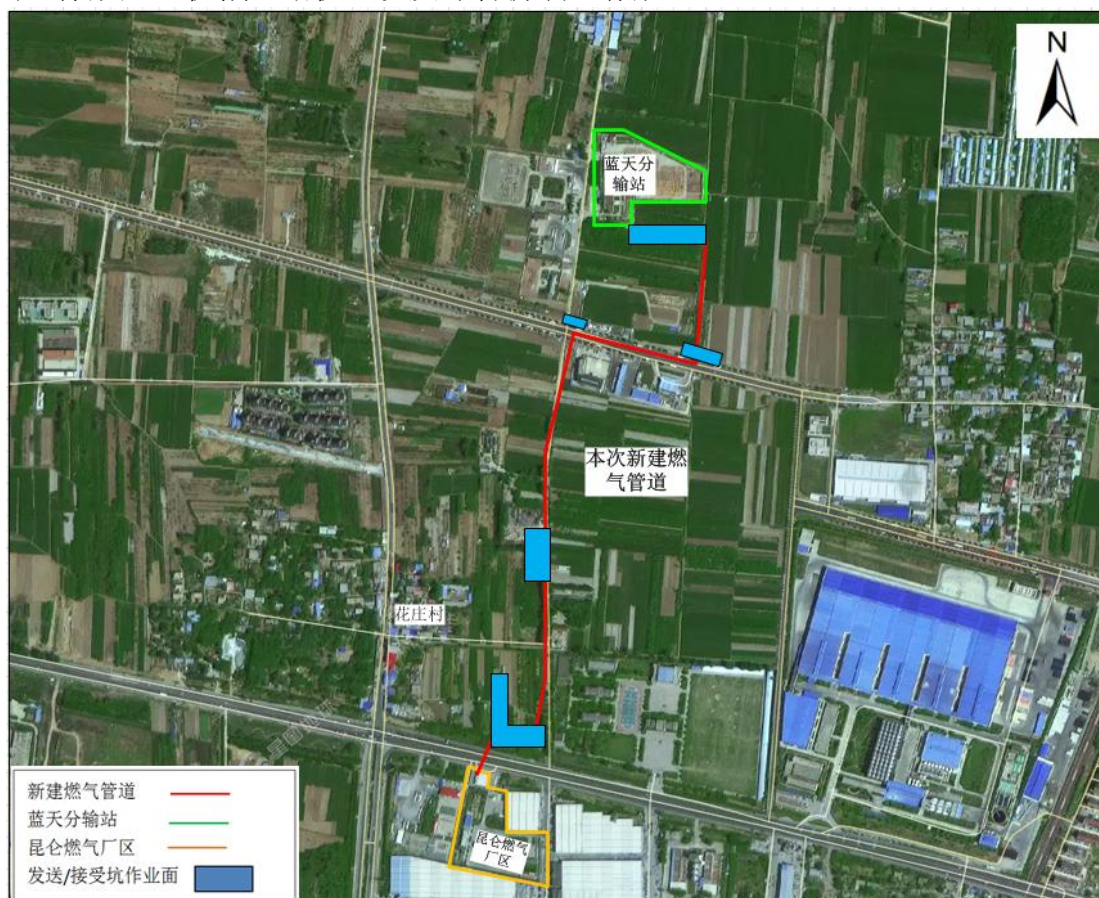 N
蓝天分
输站
本次新建燃
气管道
花庄村
昆仑燃气
厂区
新建燃气管道
蓝天分输站
昆仑燃气厂区
发送/接受坑作业面